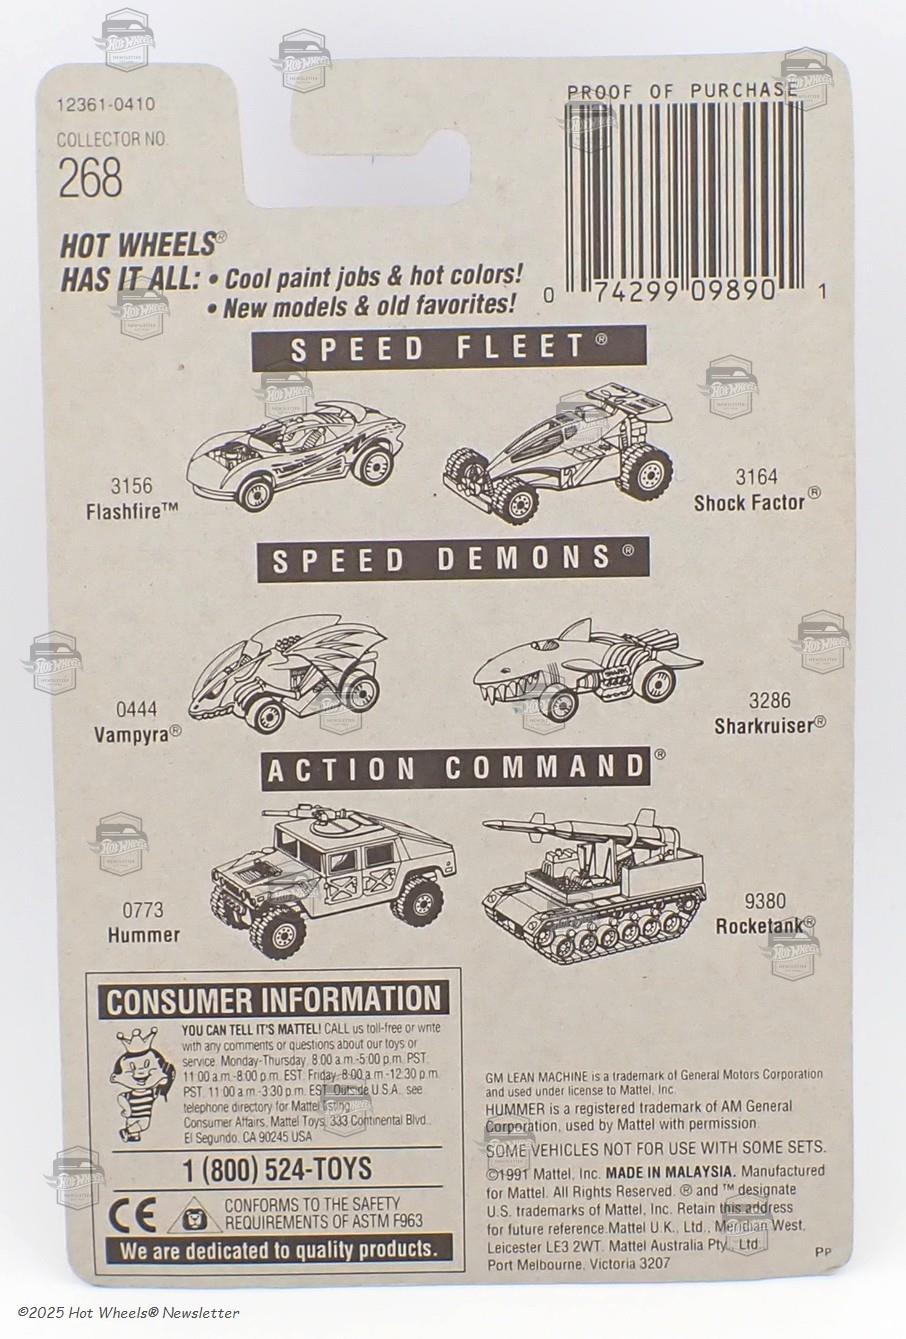 12361-0410
COLLECTOR NO.
268
PROOF OF PURCHASE
0 74299 09890 1
HOT WHEELS®
HAS IT ALL: • Cool paint jobs & hot colors!
• New models & old favorites!
SPEED FLEET®
3156
Flashfire™
3164
Shock Factor®
SPEED DEMONS®
0444
Vampyra®
3286
Sharkruiser®
ACTION COMMAND®
0773
Hummer
9380
Rocketank®
CONSUMER INFORMATION
YOU CAN TELL IT'S MATTEL! CALL us toll-free or write
with any comments or questions about our toys or
service. Monday-Thursday, 8:00 a.m.-5:00 p.m. PST.
11:00 a.m.-8:00 p.m. EST. Friday, 8:00 a.m.-12:30 p.m.
PST. 11:00 a.m.-3:30 p.m. EST. Outside U.S.A., see
telephone directory for Mattel listing.
Consumer Affairs, Mattel Toys, 333 Continental Blvd.,
El Segundo, CA 90245 USA
1 (800) 524-TOYS
CE
CONFORMS TO THE SAFETY
REQUIREMENTS OF ASTM F963
We are dedicated to quality products.
GM LEAN MACHINE is a trademark of General Motors Corporation
and used under license to Mattel, Inc.
HUMMER is a registered trademark of AM General
Corporation, used by Mattel with permission.
SOME VEHICLES NOT FOR USE WITH SOME SETS.
©1991 Mattel, Inc. MADE IN MALAYSIA. Manufactured
for Mattel. All Rights Reserved. ® and ™ designate
U.S. trademarks of Mattel, Inc. Retain this address
for future reference.Mattel U.K., Ltd., Meridian West,
Leicester LE3 2WT. Mattel Australia Pty., Ltd.
Port Melbourne, Victoria 3207
PP
©2025 Hot Wheels® Newsletter